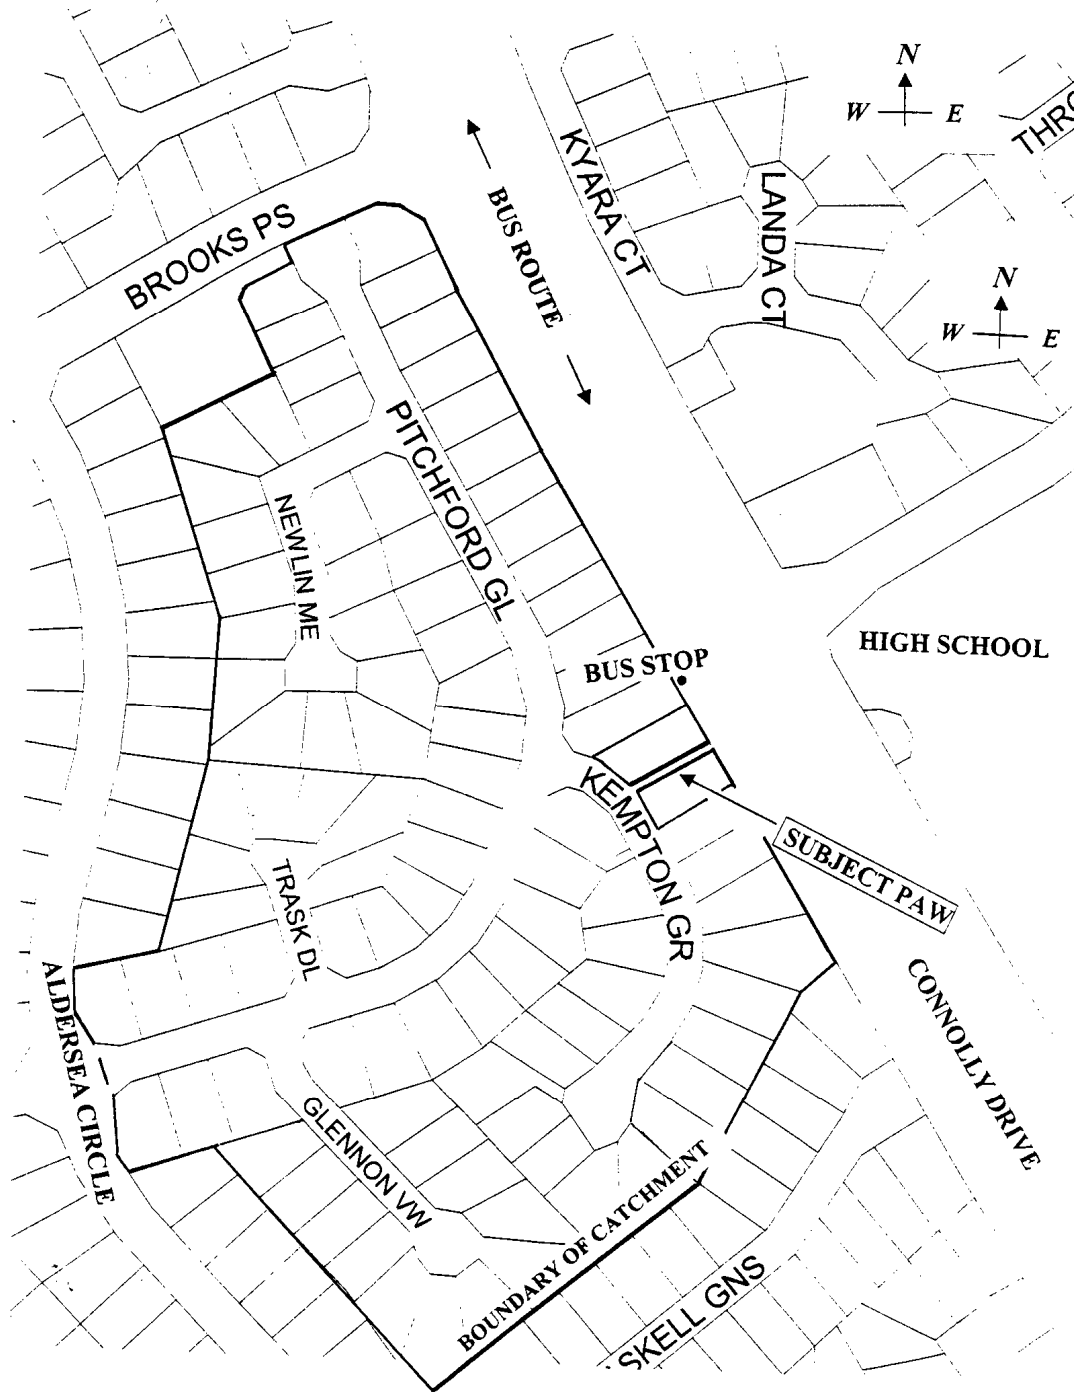 N
W E
THRO
KYARA CT
LANDA CT
BUS ROUTE
BROOKS PS
N
W E
PITCHFORD GL
NEWLIN ME
HIGH SCHOOL
BUS STOP
KEMPTON GR
SUBJECT PAW
TRASK DL
ALDERSEA CIRCLE
CONNOLLY DRIVE
GLENNON VW
BOUNDARY OF CATCHMENT
SKELL GNS